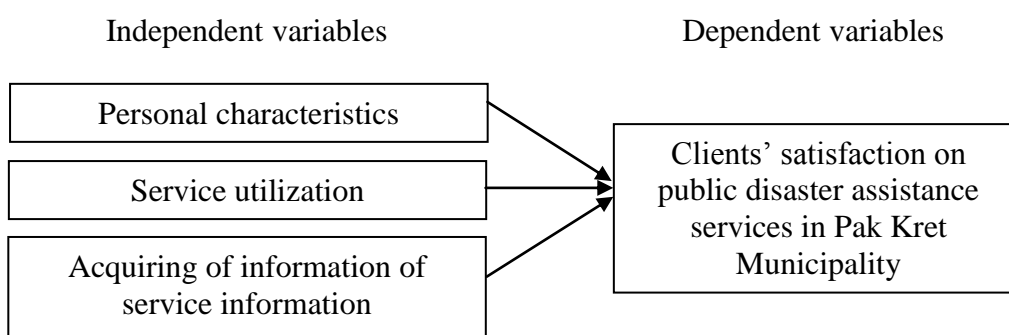 Independent variables
Dependent variables
Personal characteristics
Service utilization
Acquiring of information of
service information
Clients’ satisfaction on
public disaster assistance
services in Pak Kret
Municipality